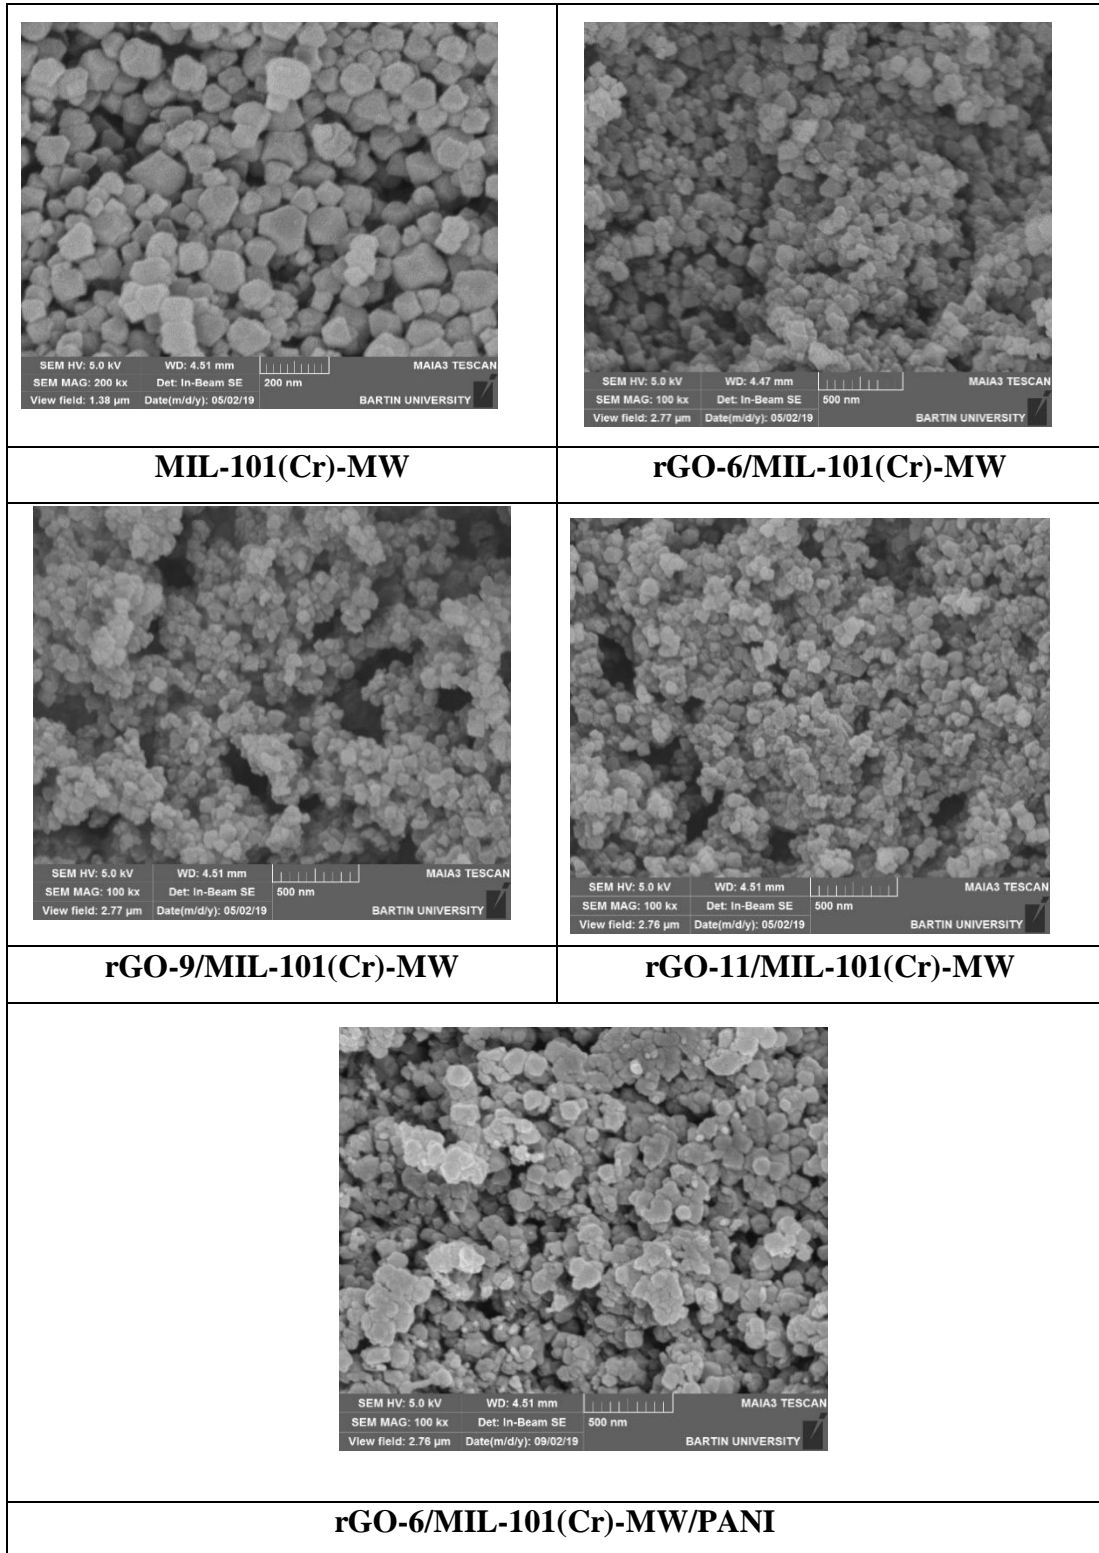 SEM HV: 5.0 kV WD: 4.51 mm MAIA3 TESCAN
SEM MAG: 200 kx Det: In-Beam SE 200 nm
View field: 1.38 µm Date(m/d/y): 05/02/19 BARTIN UNIVERSITY
SEM HV: 5.0 kV WD: 4.47 mm MAIA3 TESCAN
SEM MAG: 100 kx Det: In-Beam SE 500 nm
View field: 2.77 µm Date(m/d/y): 05/02/19 BARTIN UNIVERSITY
MIL-101(Cr)-MW
rGO-6/MIL-101(Cr)-MW
SEM HV: 5.0 kV WD: 4.51 mm MAIA3 TESCAN
SEM MAG: 100 kx Det: In-Beam SE 500 nm
View field: 2.77 µm Date(m/d/y): 05/02/19 BARTIN UNIVERSITY
SEM HV: 5.0 kV WD: 4.51 mm MAIA3 TESCAN
SEM MAG: 100 kx Det: In-Beam SE 500 nm
View field: 2.76 µm Date(m/d/y): 05/02/19 BARTIN UNIVERSITY
rGO-9/MIL-101(Cr)-MW
rGO-11/MIL-101(Cr)-MW
SEM HV: 5.0 kV WD: 4.51 mm MAIA3 TESCAN
SEM MAG: 100 kx Det: In-Beam SE 500 nm
View field: 2.76 µm Date(m/d/y): 09/02/19 BARTIN UNIVERSITY
rGO-6/MIL-101(Cr)-MW/PANI